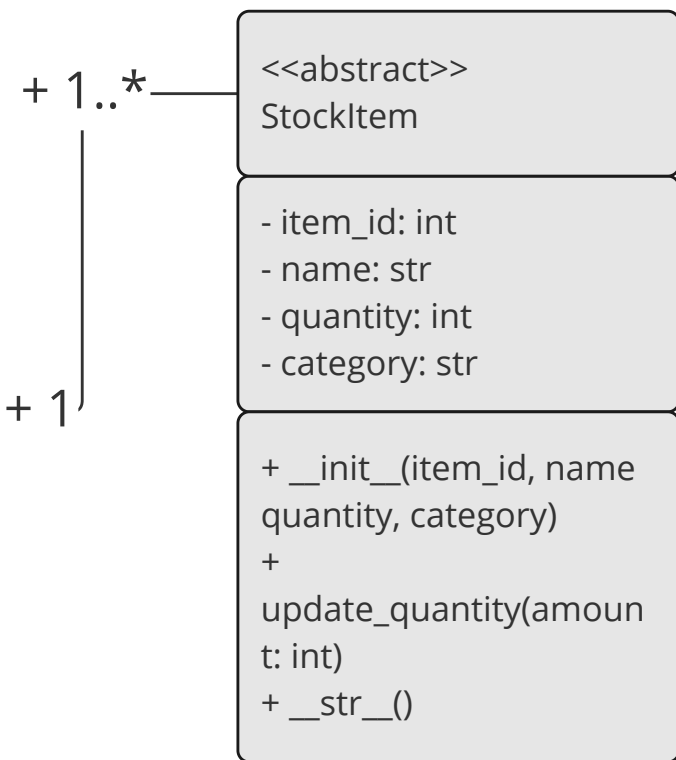 + 1..*
<<abstract>>
StockItem
- item_id: int
- name: str
- quantity: int
- category: str
+ 1
+ __init__(item_id, name
quantity, category)
+
update_quantity(amoun
t: int)
+ __str__()